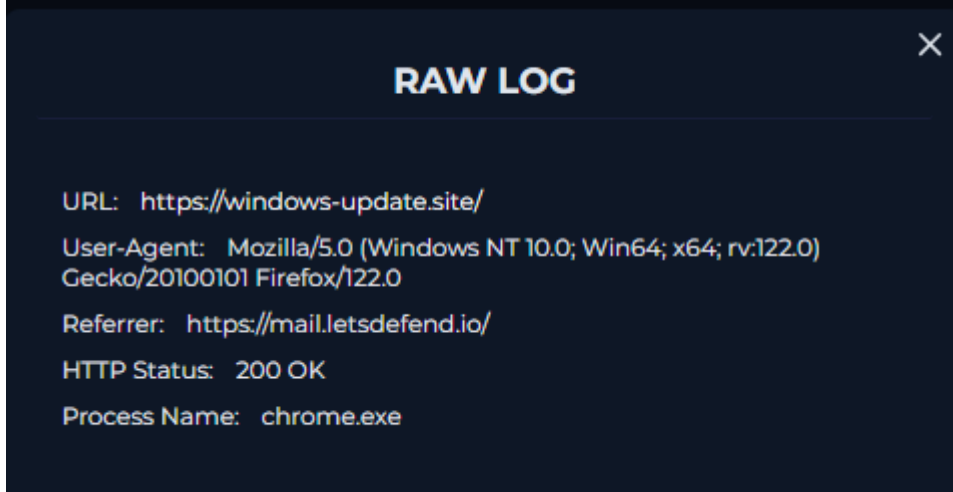 RAW LOG
URL: https://windows-update.site/
User-Agent: Mozilla/5.0 (Windows NT 10.0; Win64; x64; rv:122.0)
Gecko/20100101 Firefox/122.0
Referrer: https://mail.letsdefend.io/
HTTP Status: 200 OK
Process Name: chrome.exe